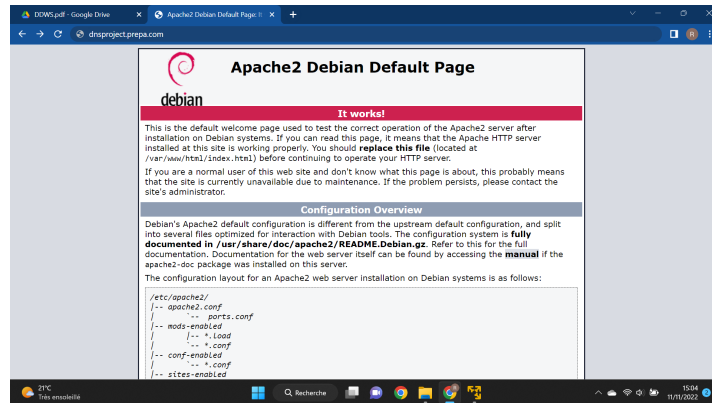 DDWS.pdf - Google Drive
Apache2 Debian Default Page: It
dnsproject.prepa.com
R
debian
Apache2 Debian Default Page
It works!
This is the default welcome page used to test the correct operation of the Apache2 server after
installation on Debian systems. If you can read this page, it means that the Apache HTTP server
installed at this site is working properly. You should replace this file (located at
/var/www/html/index.html) before continuing to operate your HTTP server.
If you are a normal user of this web site and don't know what this page is about, this probably means
that the site is currently unavailable due to maintenance. If the problem persists, please contact the
site's administrator.
Configuration Overview
Debian's Apache2 default configuration is different from the upstream default configuration, and split
into several files optimized for interaction with Debian tools. The configuration system is fully
documented in /usr/share/doc/apache2/README.Debian.gz. Refer to this for the full
documentation. Documentation for the web server itself can be found by accessing the manual if the
apache2-doc package was installed on this server.
The configuration layout for an Apache2 web server installation on Debian systems is as follows:
/etc/apache2/
|-- apache2.conf
|       `-- ports.conf
|-- mods-enabled
|       |-- *.load
|       `-- *.conf
|-- conf-enabled
|       `-- *.conf
|-- sites-enabled
21°C
Très ensoleillé
Recherche
15:04
11/11/2022
2